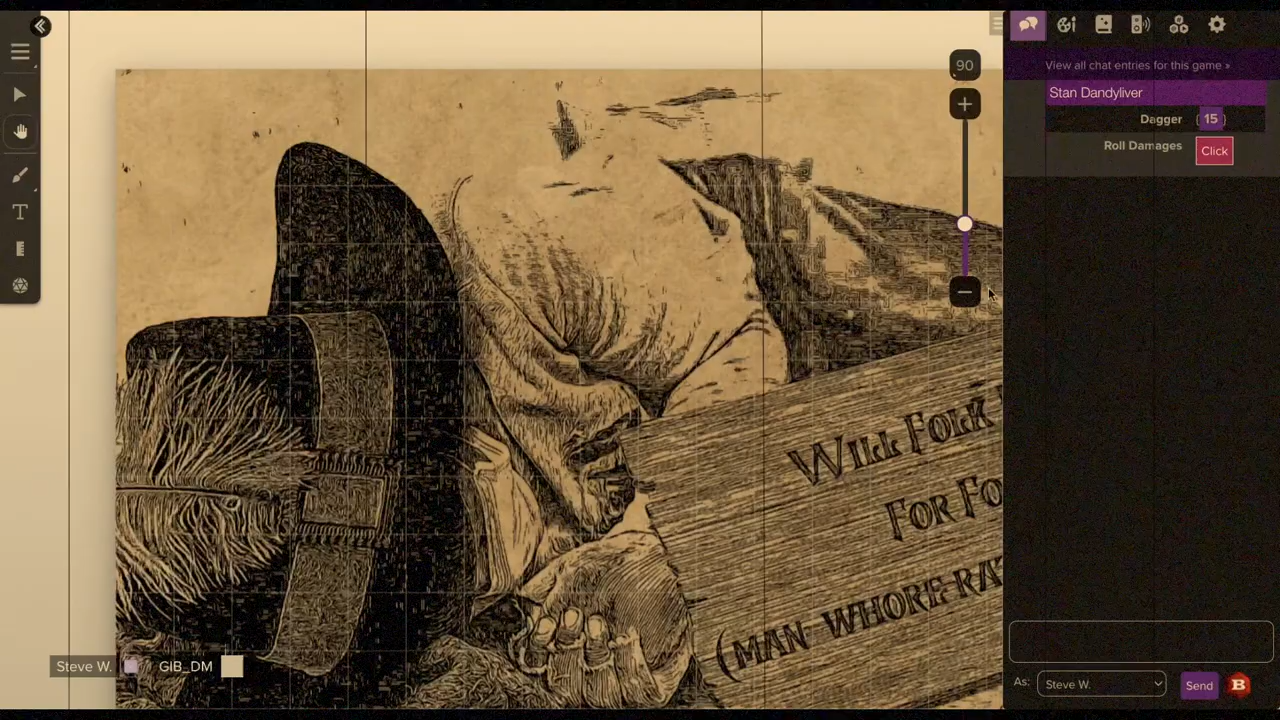 90
View all chat entries for this game »
Stan Dandyliver
Dagger 15
Roll Damages Click
WILL FOLK
FOR FO
(MAN WHORE RA
Steve W. GIB_DM
As: Steve W. Send B